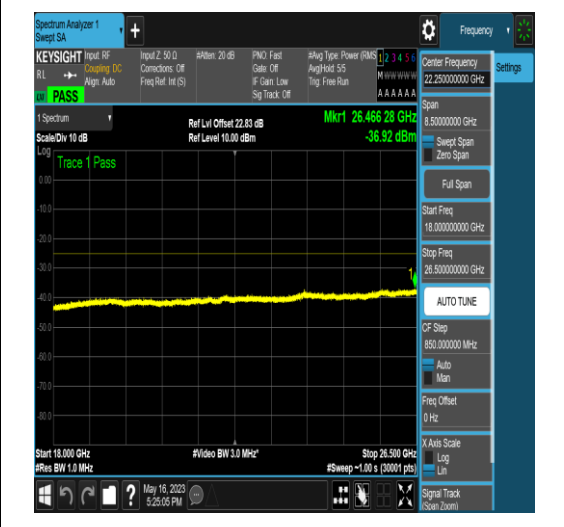 Spectrum Analyzer 1
Swept SA
Frequency
KEYSIGHT
RL
PASS
Input: RF
Coupling: DC
Align: Auto
Input Z: 50 Ω
Corrections: Off
Freq Ref: Int (S)
#Atten: 20 dB
PNO: Fast
Gate: Off
IF Gain: Low
Sig Track: Off
#Avg Type: Power (RMS
Avg|Hold: 5/5
Trig: Free Run
1 2 3 4 5 6
M W W W W W
A A A A A A
Settings
1 Spectrum
Scale/Div 10 dB
Ref Lvl Offset 22.83 dB
Ref Level 10.00 dBm
Mkr1 26.466 28 GHz
-36.92 dBm
Log
Trace 1 Pass
0.00
-10.0
-20.0
-30.0
-40.0
-50.0
-60.0
-70.0
-80.0
1
Start 18.000 GHz
#Res BW 1.0 MHz
#Video BW 3.0 MHz*
Stop 26.500 GHz
#Sweep ~1.00 s (30001 pts)
Center Frequency
22.250000000 GHz
Span
8.50000000 GHz
Swept Span
Zero Span
Full Span
Start Freq
18.000000000 GHz
Stop Freq
26.500000000 GHz
AUTO TUNE
CF Step
850.000000 MHz
Auto
Man
Freq Offset
0 Hz
X Axis Scale
Log
Lin
Signal Track
(Span Zoom)
?
May 16, 2023
5:25:05 PM